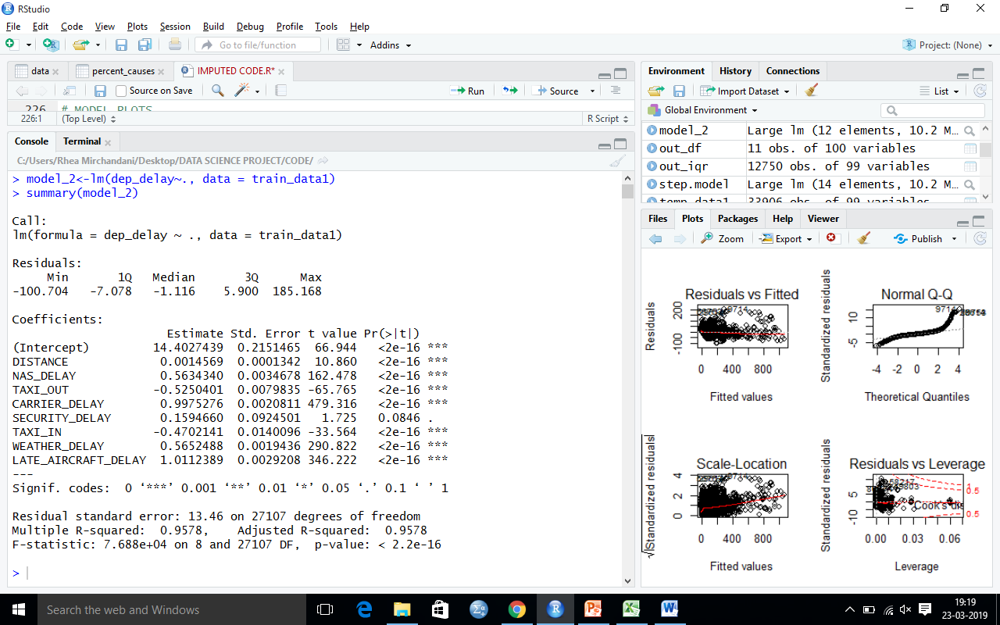 RStudio
File Edit Code View Plots Session Build Debug Profile Tools Help
Go to file/function
Addins
Project: (None)
data
percent_causes
IMPUTED CODE.R*
Source on Save
Run
Source
226 # MODEL PLOTS
226:1 (Top Level) R Script
Console Terminal
C:/Users/Rhea Mirchandani/Desktop/DATA SCIENCE PROJECT/CODE/
> model_2<-lm(dep_delay~., data = train_data1)
> summary(model_2)
Call:
lm(formula = dep_delay ~ ., data = train_data1)
Residuals:
Min 1Q Median 3Q Max
-100.704 -7.078 -1.116 5.900 185.168
Coefficients:
Estimate Std. Error t value Pr(>|t|)
(Intercept) 14.4027439 0.2151465 66.944 <2e-16 ***
DISTANCE 0.0014569 0.0001342 10.860 <2e-16 ***
NAS_DELAY 0.5634340 0.0034678 162.478 <2e-16 ***
TAXI_OUT -0.5250401 0.0079835 -65.765 <2e-16 ***
CARRIER_DELAY 0.9975276 0.0020811 479.316 <2e-16 ***
SECURITY_DELAY 0.1594660 0.0924501 1.725 0.0846 .
TAXI_IN -0.4702141 0.0140096 -33.564 <2e-16 ***
WEATHER_DELAY 0.5652488 0.0019436 290.822 <2e-16 ***
LATE_AIRCRAFT_DELAY 1.0112389 0.0029208 346.222 <2e-16 ***
---
Signif. codes: 0 ‘***’ 0.001 ‘**’ 0.01 ‘*’ 0.05 ‘.’ 0.1 ‘ ’ 1
Residual standard error: 13.46 on 27107 degrees of freedom
Multiple R-squared: 0.9578, Adjusted R-squared: 0.9578
F-statistic: 7.688e+04 on 8 and 27107 DF, p-value: < 2.2e-16
>
Environment History Connections
Import Dataset
List
Global Environment
model_2 Large lm (12 elements, 10.2 M…
out_df 11 obs. of 100 variables
out_iqr 12750 obs. of 99 variables
step.model Large lm (14 elements, 10.2 M…
temp_data1 33906 obs. of 99 variables
Files Plots Packages Help Viewer
Zoom Export Publish
Residuals vs Fitted
Residuals
200
-100
9714
0 400 800
Fitted values
Normal Q-Q
Standardized residuals
10
-5
9714
-4 -2 0 2 4
Theoretical Quantiles
Scale-Location
√|Standardized residuals
4
2
0
9714
0 400 800
Fitted values
Residuals vs Leverage
Standardized residuals
5
-10
1
0.5
0.5
Cook's dis
0.00 0.03 0.06
Leverage
Search the web and Windows
19:19
23-03-2019